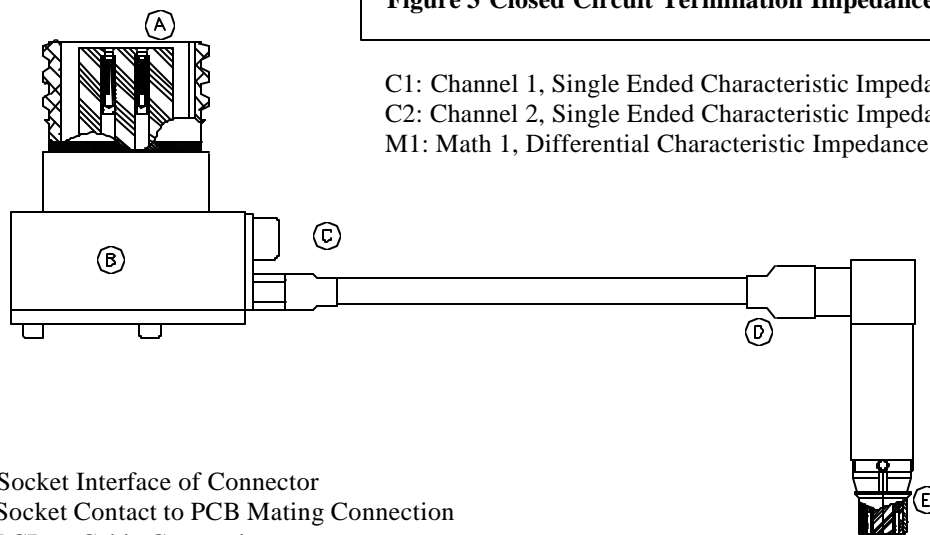 Figure 5 Closed Circuit Termination Impedance
A
C1: Channel 1, Single Ended Characteristic Impeda
C2: Channel 2, Single Ended Characteristic Impeda
M1: Math 1, Differential Characteristic Impedance
C
B
D
Socket Interface of Connector
E
Socket Contact to PCB Mating Connection